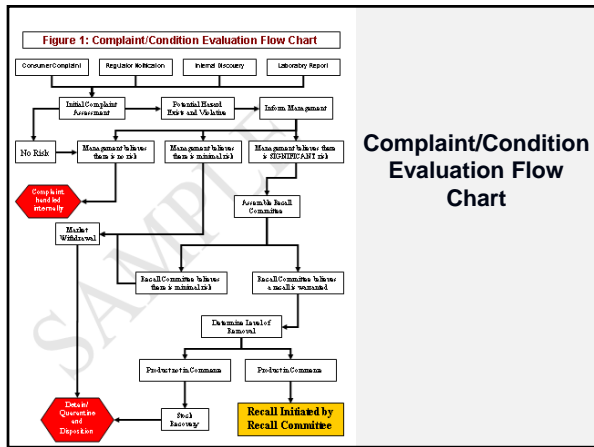 Figure 1: Complaint/Condition Evaluation Flow Chart
Consumer Complaint
Regulator Notification
Internal Discovery
Laboratory Report
Initial Complaint
Assessment
Potential Hazard
Exists and Violative
Inform Management
No Risk
Management believes
there is no risk
Management believes
there is minimal risk
Management believes there
is SIGNIFICANT risk
Complaint
handled
internally
Assemble Recall
Committee
Market
Withdrawal
Recall Committee believes
there is minimal risk
Recall Committee believes
a recall is warranted
Determine Level of
Removal
Product not in Commerce
Product in Commerce
Detain/
Quarantine
and
Disposition
Stock
Recovery
Recall Initiated by
Recall Committee
SAMPLE
Complaint/Condition
Evaluation Flow
Chart